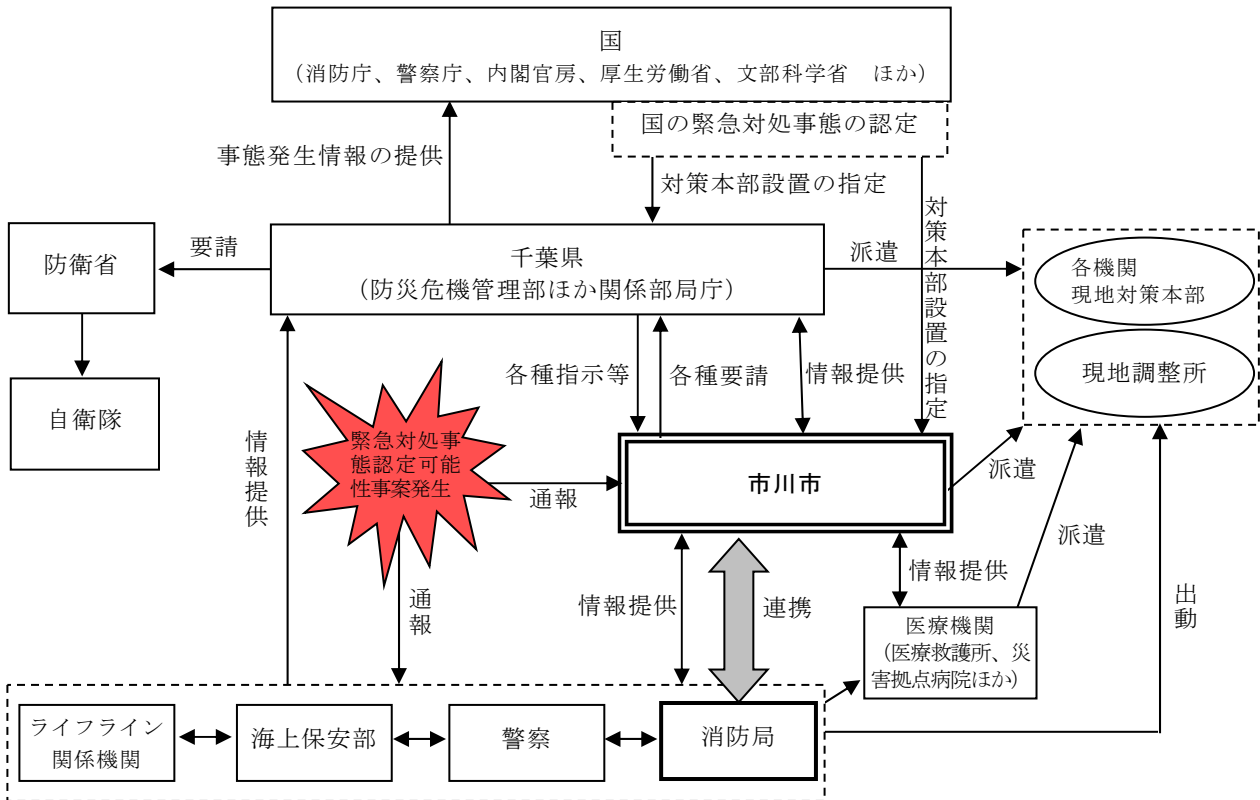 国
（消防庁、警察庁、内閣官房、厚生労働省、文部科学省　ほか）
国の緊急対処事態の認定
事態発生情報の提供
対策本部設置の指定
対策本部設置の指定
防衛省
要請
千葉県
（防災危機管理部ほか関係部局庁）
派遣
各機関
現地対策本部
現地調整所
自衛隊
各種指示等
各種要請
情報提供
情報提供
緊急対処事
態認定可能
性事案発生
通報
市川市
派遣
派遣
通報
情報提供
連携
情報提供
出動
医療機関
（医療救護所、災
害拠点病院ほか）
ライフライン
関係機関
海上保安部
警察
消防局